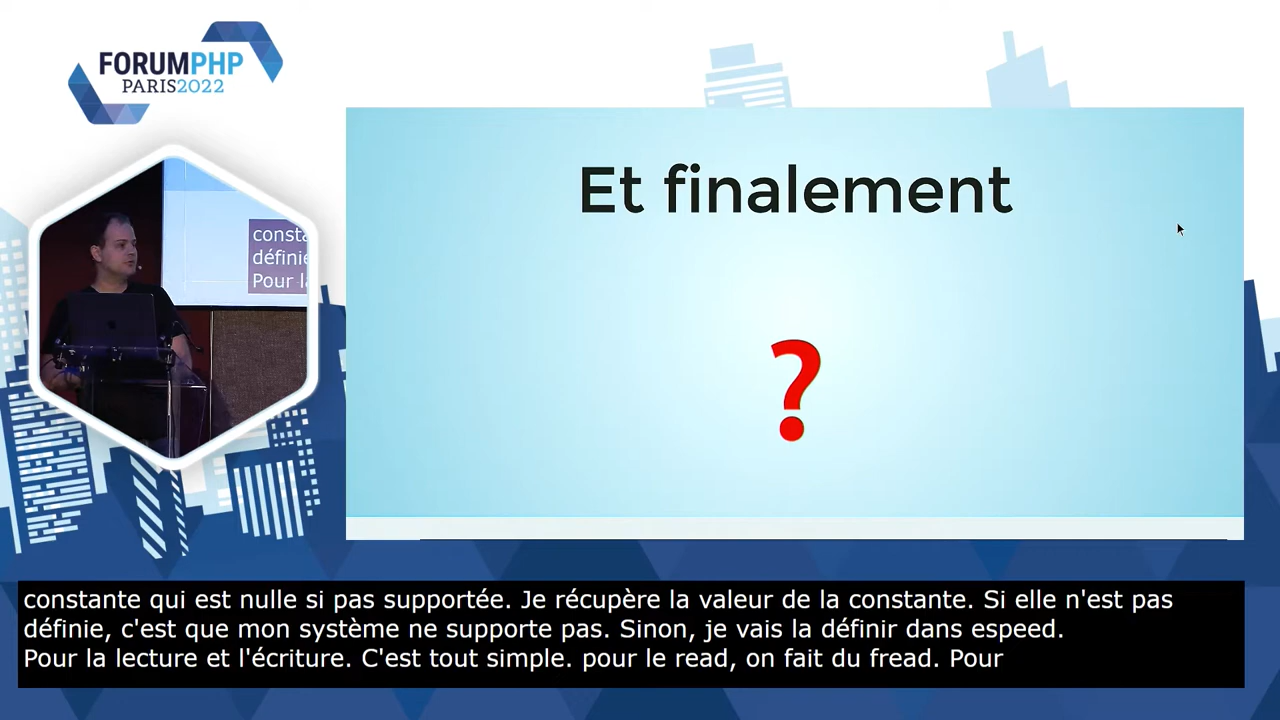 FORUMPHP
PARIS2022
Et finalement
?
const
définie
Pour l
constante qui est nulle si pas supportée. Je récupère la valeur de la constante. Si elle n'est pas
définie, c'est que mon système ne supporte pas. Sinon, je vais la définir dans espeed.
Pour la lecture et l'écriture. C'est tout simple. pour le read, on fait du fread. Pour